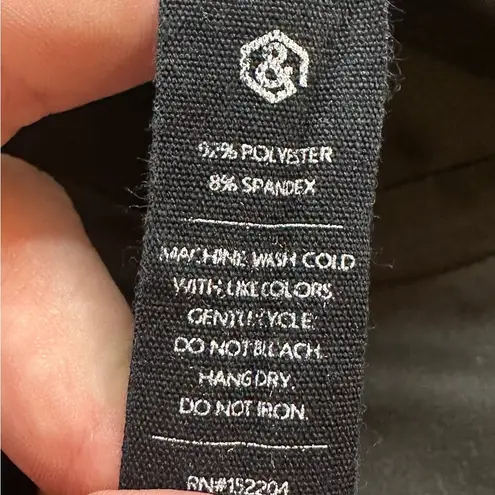 &
92% POLYESTER
8% SPANDEX
MACHINE WASH COLD
WITH LIKE COLORS.
GENTLE CYCLE.
DO NOT BLEACH.
HANG DRY.
DO NOT IRON.
RN#152204